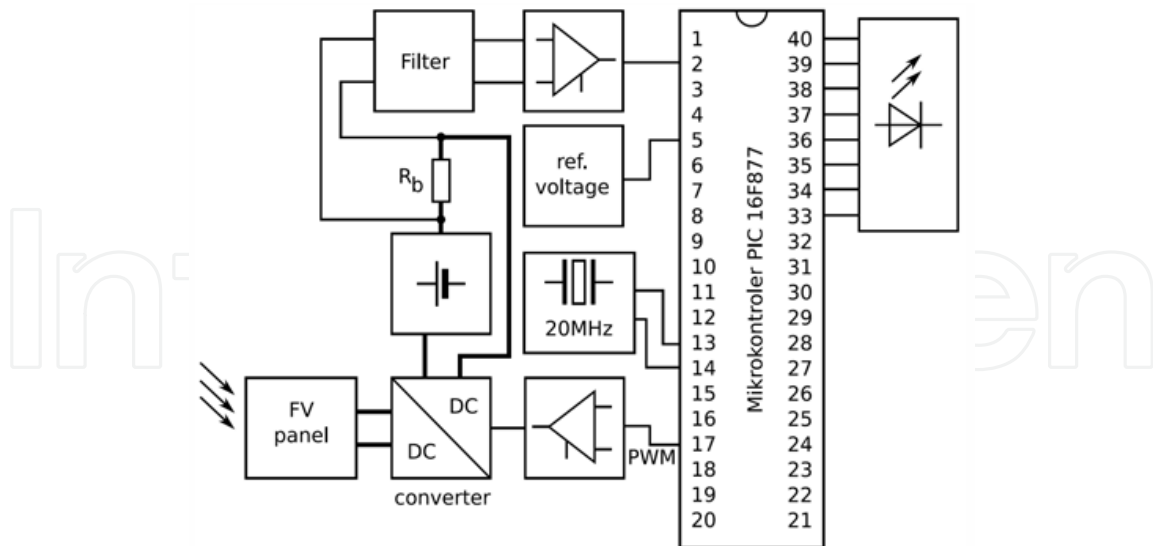 Filter
ref.
voltage
R_b
20MHz
FV
panel
DC
DC
converter
PWM
Mikrokontroler PIC 16F877
1 40
2 39
3 38
4 37
5 36
6 35
7 34
8 33
9 32
10 31
11 30
12 29
13 28
14 27
15 26
16 25
17 24
18 23
19 22
20 21